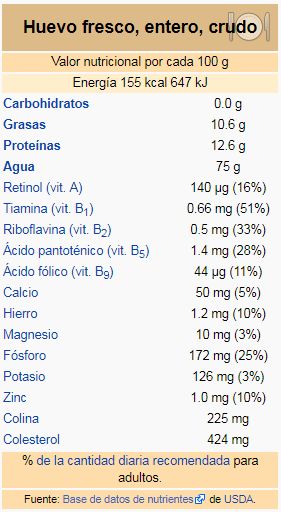 Huevo fresco, entero, crudo
Valor nutricional por cada 100 g
Energía 155 kcal 647 kJ
Carbohidratos 0.0 g
Grasas 10.6 g
Proteínas 12.6 g
Agua 75 g
Retinol (vit. A) 140 μg (16%)
Tiamina (vit. B1) 0.66 mg (51%)
Riboflavina (vit. B2) 0.5 mg (33%)
Ácido pantoténico (vit. B5) 1.4 mg (28%)
Ácido fólico (vit. B9) 44 μg (11%)
Calcio 50 mg (5%)
Hierro 1.2 mg (10%)
Magnesio 10 mg (3%)
Fósforo 172 mg (25%)
Potasio 126 mg (3%)
Zinc 1.0 mg (10%)
Colina 225 mg
Colesterol 424 mg
% de la cantidad diaria recomendada para
adultos.
Fuente: Base de datos de nutrientes de USDA.